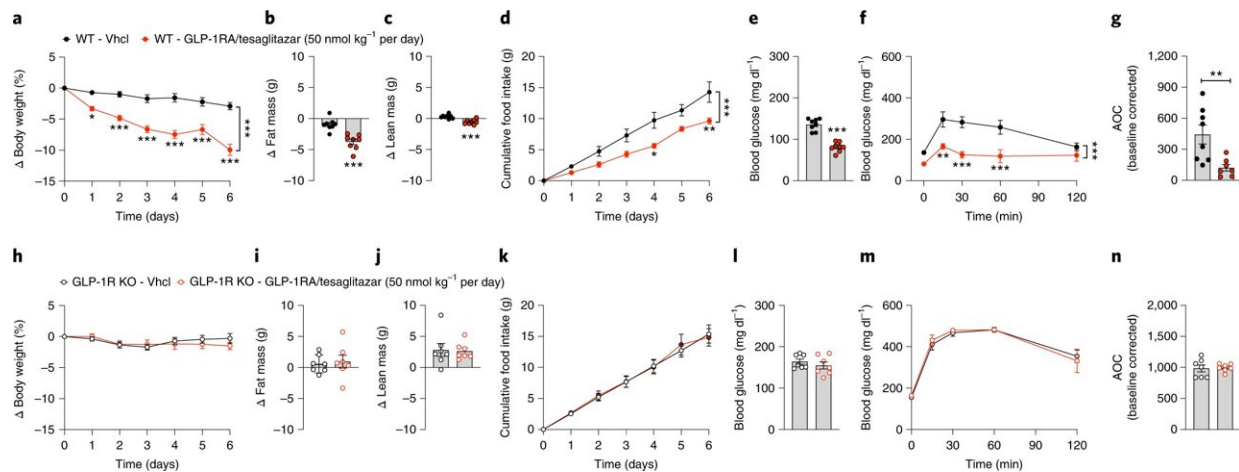 a b c d e f g
WT - Vhcl WT - GLP-1RA/tesaglitazar (50 nmol kg⁻¹ per day)
Δ Body weight (%)
5
0
−5
−10
−15
* *** *** *** *** *** ***
0 1 2 3 4 5 6
Time (days)
Δ Fat mass (g)
10
5
0
−5
−10
***
Δ Lean mass (g)
10
5
0
−5
−10
***
Cumulative food intake (g)
20
15
10
5
0
* ** ***
0 1 2 3 4 5 6
Time (days)
Blood glucose (mg dl⁻¹)
300
200
100
0
***
Blood glucose (mg dl⁻¹)
600
400
200
0
** *** *** ***
0 30 60 90 120
Time (min)
AOC
(baseline corrected)
1,200
900
600
300
0
**
h i j k l m n
GLP-1R KO - Vhcl GLP-1R KO - GLP-1RA/tesaglitazar (50 nmol kg⁻¹ per day)
Δ Body weight (%)
5
0
−5
−10
−15
0 1 2 3 4 5 6
Time (days)
Δ Fat mass (g)
10
5
0
−5
−10
Δ Lean mass (g)
10
5
0
−5
−10
Cumulative food intake (g)
20
15
10
5
0
0 1 2 3 4 5 6
Time (days)
Blood glucose (mg dl⁻¹)
300
200
100
0
Blood glucose (mg dl⁻¹)
600
400
200
0
0 30 60 90 120
Time (min)
AOC
(baseline corrected)
2,000
1,500
1,000
500
0